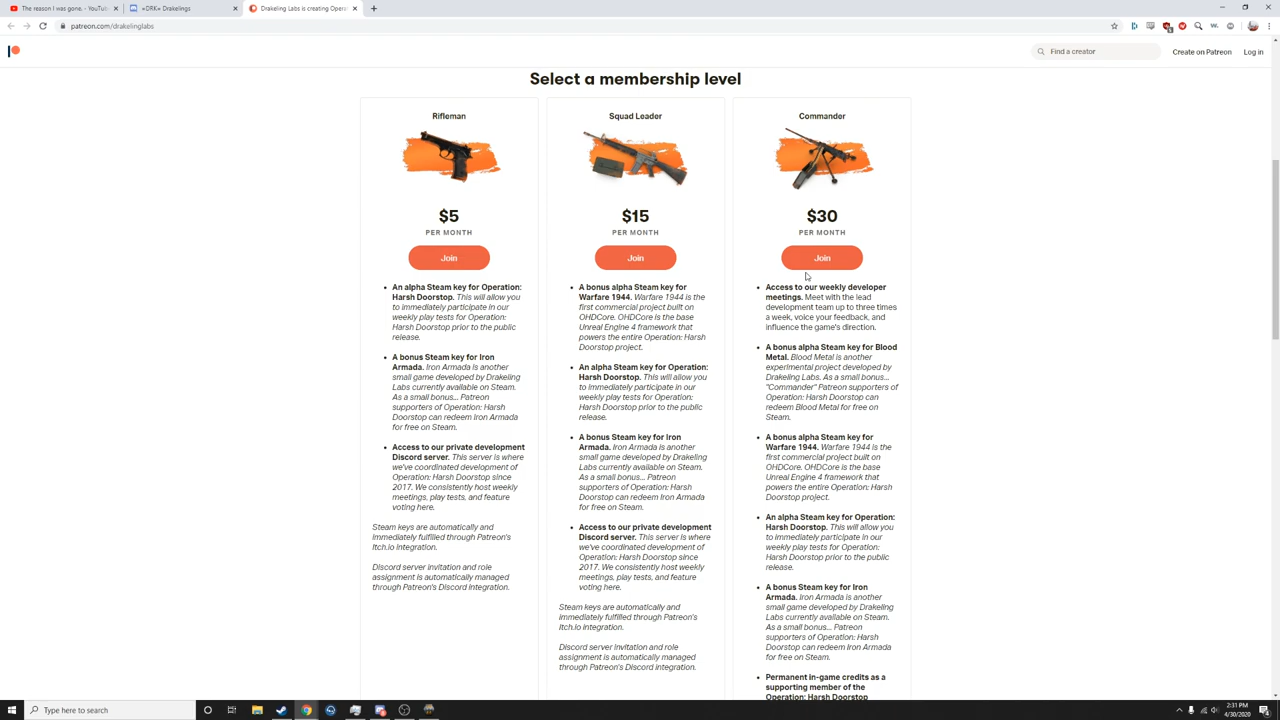 The reason I was gone. - YouTub
=DRK= Drakelings
Drakeling Labs is creating Opera
patreon.com/drakelinglabs
Find a creator
Create on Patreon
Log in
Select a membership level
Rifleman
$5
PER MONTH
Join
An alpha Steam key for Operation:
Harsh Doorstop. This will allow you
to immediately participate in our
weekly play tests for Operation:
Harsh Doorstop prior to the public
release.
A bonus Steam key for Iron
Armada. Iron Armada is another
small game developed by Drakeling
Labs currently available on Steam.
As a small bonus... Patreon
supporters of Operation: Harsh
Doorstop can redeem Iron Armada
for free on Steam.
Access to our private development
Discord server. This server is where
we've coordinated development of
Operation: Harsh Doorstop since
2017. We consistently host weekly
meetings, play tests, and feature
voting here.
Steam keys are automatically and
immediately fulfilled through Patreon's
Itch.io integration.
Discord server invitation and role
assignment is automatically managed
through Patreon's Discord integration.
Squad Leader
$15
PER MONTH
Join
A bonus alpha Steam key for
Warfare 1944. Warfare 1944 is the
first commercial project built on
OHDCore. OHDCore is the base
Unreal Engine 4 framework that
powers the entire Operation: Harsh
Doorstop project.
An alpha Steam key for Operation:
Harsh Doorstop. This will allow you
to immediately participate in our
weekly play tests for Operation:
Harsh Doorstop prior to the public
release.
A bonus Steam key for Iron
Armada. Iron Armada is another
small game developed by Drakeling
Labs currently available on Steam.
As a small bonus... Patreon
supporters of Operation: Harsh
Doorstop can redeem Iron Armada
for free on Steam.
Access to our private development
Discord server. This server is where
we've coordinated development of
Operation: Harsh Doorstop since
2017. We consistently host weekly
meetings, play tests, and feature
voting here.
Steam keys are automatically and
immediately fulfilled through Patreon's
Itch.io integration.
Discord server invitation and role
assignment is automatically managed
through Patreon's Discord integration.
Commander
$30
PER MONTH
Join
Access to our weekly developer
meetings. Meet with the lead
development team up to three times
a week, voice your feedback, and
influence the game's direction.
A bonus alpha Steam key for Blood
Metal. Blood Metal is another
experimental project developed by
Drakeling Labs. As a small bonus...
"Commander" Patreon supporters of
Operation: Harsh Doorstop can
redeem Blood Metal for free on
Steam.
A bonus alpha Steam key for
Warfare 1944. Warfare 1944 is the
first commercial project built on
OHDCore. OHDCore is the base
Unreal Engine 4 framework that
powers the entire Operation: Harsh
Doorstop project.
An alpha Steam key for Operation:
Harsh Doorstop. This will allow you
to immediately participate in our
weekly play tests for Operation:
Harsh Doorstop prior to the public
release.
A bonus Steam key for Iron
Armada. Iron Armada is another
small game developed by Drakeling
Labs currently available on Steam.
As a small bonus... Patreon
supporters of Operation: Harsh
Doorstop can redeem Iron Armada
for free on Steam.
Permanent in-game credits as a
supporting member of the
Operation: Harsh Doorstop
Type here to search
2:31 PM
4/30/2020